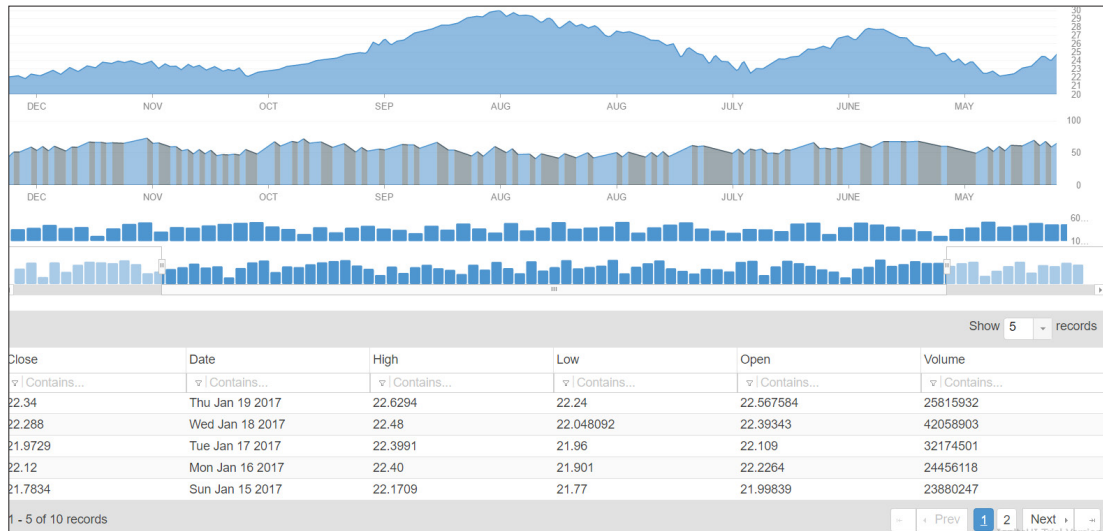 30
29
28
27
26
25
24
23
22
21
20
DEC NOV OCT SEP AUG AUG JULY JUNE MAY
100
50
0
DEC NOV OCT SEP AUG AUG JULY JUNE MAY
60...
10...
Show 5 records
Close Date High Low Open Volume
Contains... Contains... Contains... Contains... Contains... Contains...
22.34 Thu Jan 19 2017 22.6294 22.24 22.567584 25815932
22.288 Wed Jan 18 2017 22.48 22.048092 22.39343 42058903
21.9729 Tue Jan 17 2017 22.3991 21.96 22.109 32174501
22.12 Mon Jan 16 2017 22.40 21.901 22.2264 24456118
21.7834 Sun Jan 15 2017 22.1709 21.77 21.99839 23880247
1 - 5 of 10 records Prev 1 2 Next